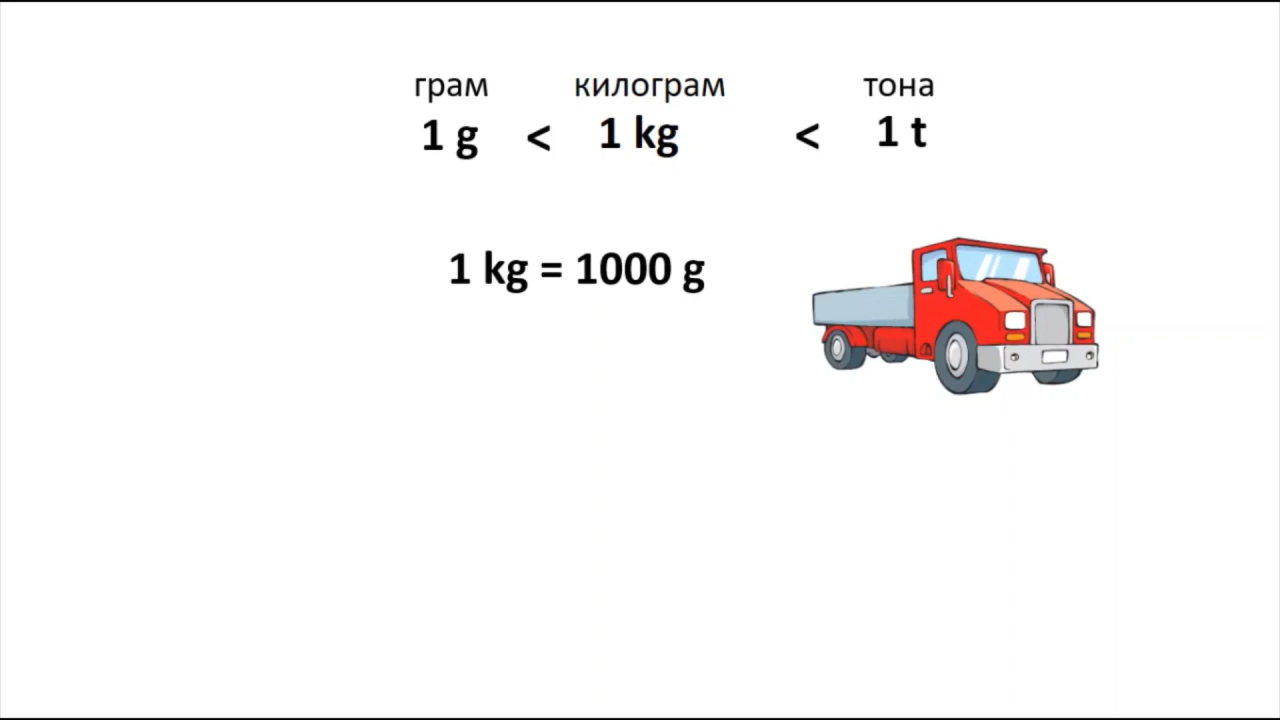 грам килограм тона
1 g < 1 kg < 1 t
1 kg = 1000 g